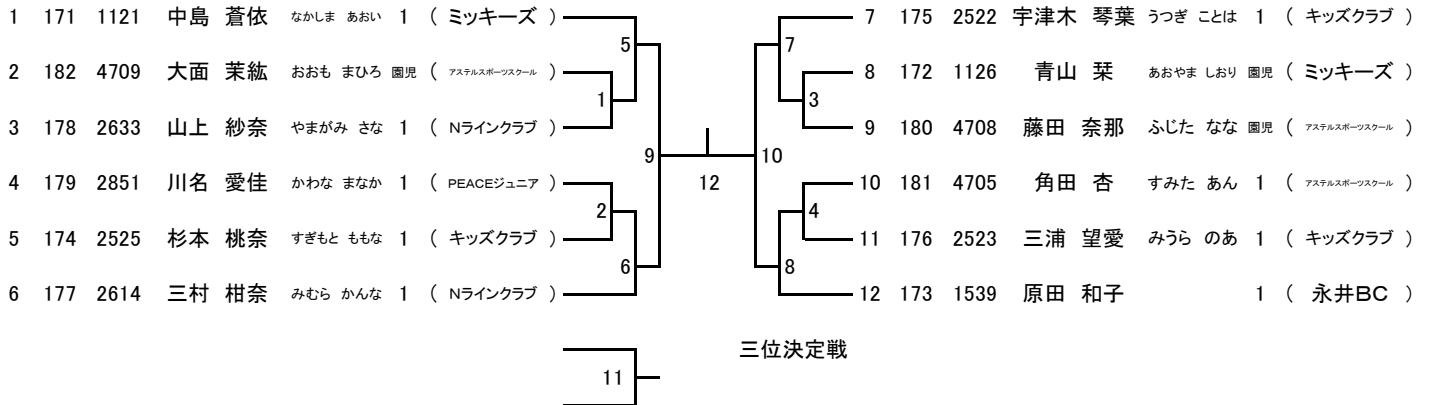 1 171 1121 中島 蒼依 なかしま あおい 1 ( ミッキーズ )
2 182 4709 大面 茉紘 おおも まひろ 園児 ( アステルスポーツスクール )
3 178 2633 山上 紗奈 やまがみ さな 1 ( Nラインクラブ )
4 179 2851 川名 愛佳 かわな まなか 1 ( PEACEジュニア )
5 174 2525 杉本 桃奈 すぎもと ももな 1 ( キッズクラブ )
6 177 2614 三村 柑奈 みむら かんな 1 ( Nラインクラブ )
5
1
9
2
6
12
7 175 2522 宇津木 琴葉 うつぎ ことは 1 ( キッズクラブ )
8 172 1126 青山 栞 あおやま しおり 園児 ( ミッキーズ )
9 180 4708 藤田 奈那 ふじた なな 園児 ( アステルスポーツスクール )
10 181 4705 角田 杏 すみた あん 1 ( アステルスポーツスクール )
11 176 2523 三浦 望愛 みうら のあ 1 ( キッズクラブ )
12 173 1539 原田 和子 1 ( 永井BC )
7
3
10
4
8
三位決定戦
11